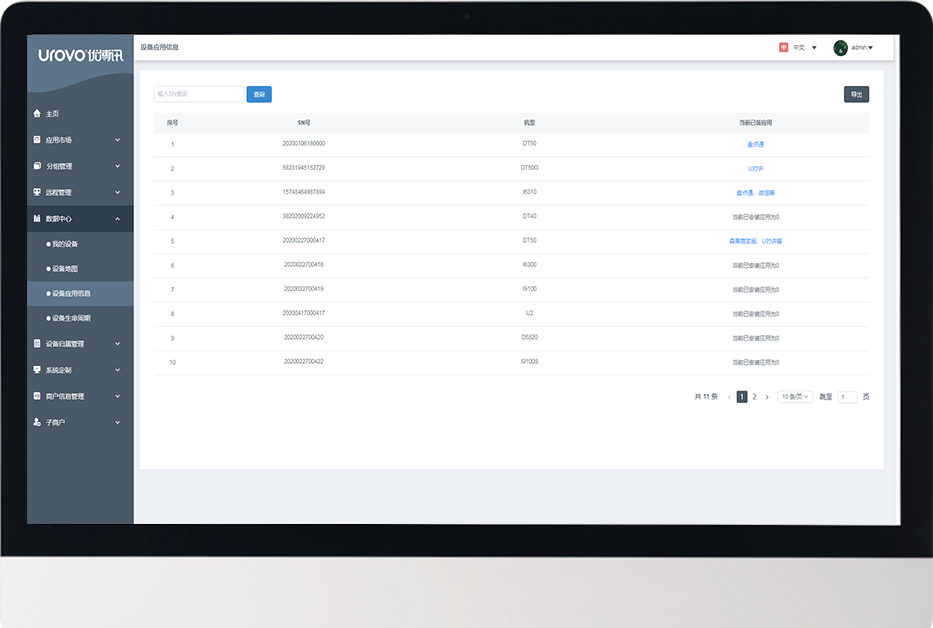 UROVO 优博讯
设备应用信息
中 中文
admin
输入SN查询
查询
导出
主页
应用市场
分组管理
远程管理
数据中心
我的设备
设备地图
设备应用信息
设备生命周期
设备归属管理
系统定制
商户信息管理
子商户
序号 SN号 机型 当前已装应用
1 20200106180000 DT50 盘点通
2 58231945152729 DT50G U对讲
3 15748464987894 i6310 盘点通、微信等
4 38202009224952 DT40 当前已安装应用为0
5 20200227000417 DT50 森果商家版、U对讲等
6 2020022700416 i6300 当前已安装应用为0
7 2020022700419 i9100 当前已安装应用为0
8 20200417000417 U2 当前已安装应用为0
9 2020022700420 D5820 当前已安装应用为0
10 2020022700422 i9100S 当前已安装应用为0
共 11 条 1 2 10 条/页 跳至 1 页